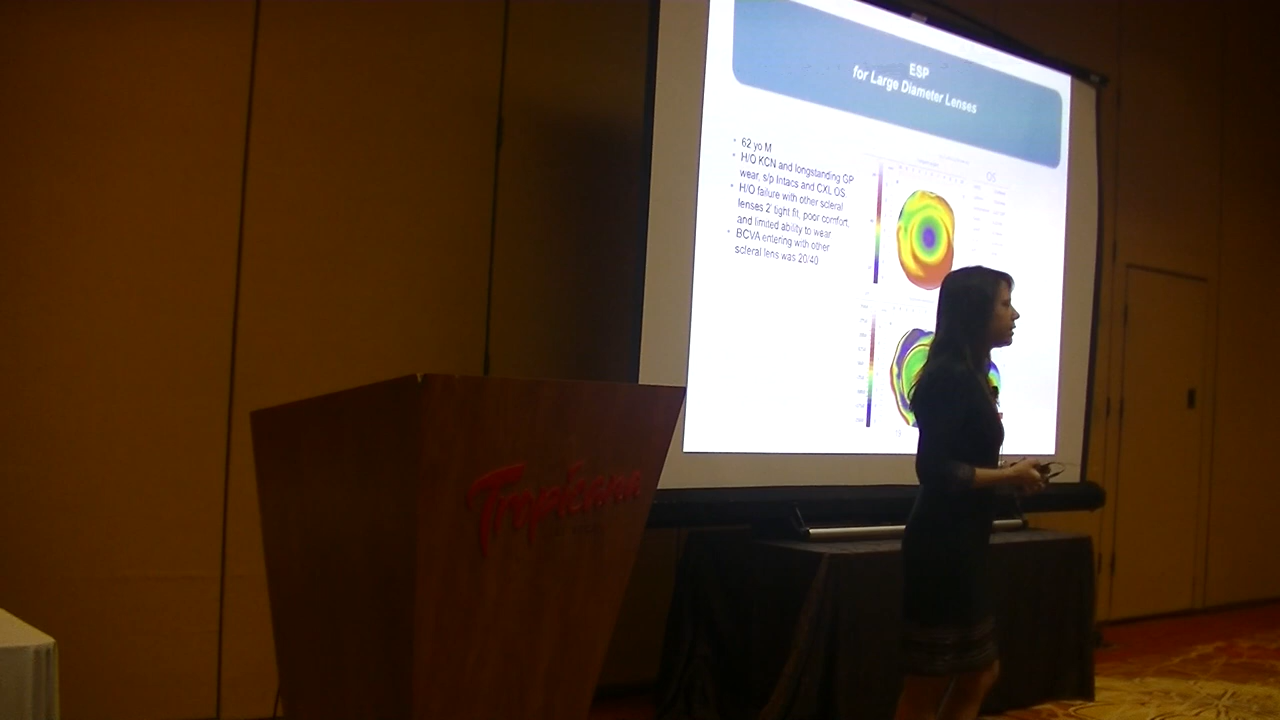 ESP
for Large Diameter Lenses
• 62 yo M
• H/O KCN and longstanding GP
wear, s/p Intacs and CXL OS
• H/O failure with other scleral
lenses 2' tight fit, poor comfort,
and limited ability to wear
• BCVA entering with other
scleral lens was 20/40
OS
Tropicana